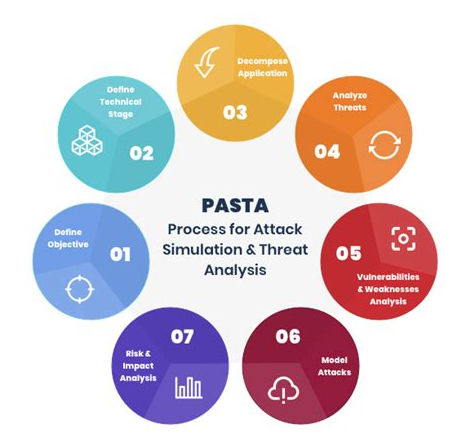 PASTA
Process for Attack
Simulation & Threat
Analysis
Define
Objective
01
Define
Technical
Stage
02
Decompose
Application
03
Analyze
Threats
04
05
Vulnerabilities
& Weaknesses
Analysis
06
Model
Attacks
07
Risk &
Impact
Analysis